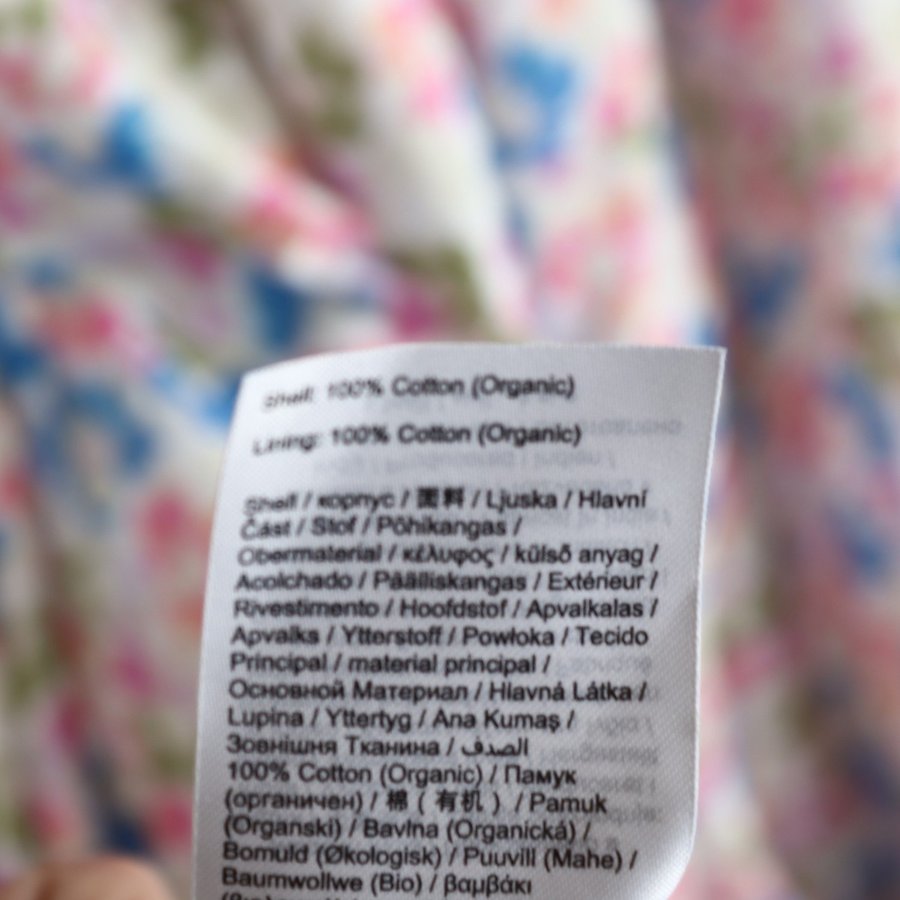 Shell: 100% Cotton (Organic)
Lining: 100% Cotton (Organic)
Shell / корпус / 面料 / Ljuska / Hlavní
Část / Stof / Põhikangas /
Obermaterial / κέλυφος / külső anyag /
Acolchado / Päälliskangas / Extérieur /
Rivestimento / Hoofdstof / Apvalkalas /
Apvalks / Ytterstoff / Powłoka / Tecido
Principal / material principal /
Основной Материал / Hlavná Látka /
Lupina / Yttertyg / Ana Kumaş /
Зовнішня Тканина / الصدف
100% Cotton (Organic) / Памук
(органичен) / 棉 ( 有机 ) / Pamuk
(Organski) / Bavlna (Organická) /
Bomuld (Økologisk) / Puuvill (Mahe) /
Baumwollwe (Bio) / βαμβάκι